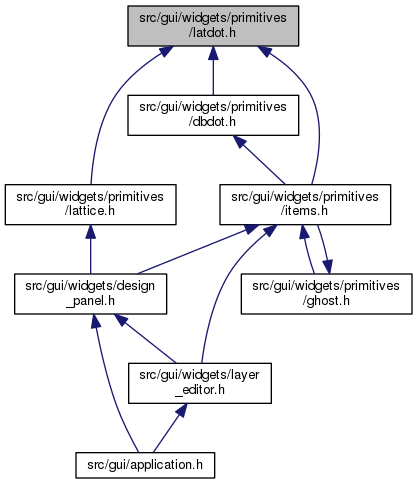 src/gui/widgets/primitives
/latdot.h
src/gui/widgets/primitives
/dbdot.h
src/gui/widgets/primitives
/lattice.h
src/gui/widgets/primitives
/items.h
src/gui/widgets/design
_panel.h
src/gui/widgets/primitives
/ghost.h
src/gui/widgets/layer
_editor.h
src/gui/application.h